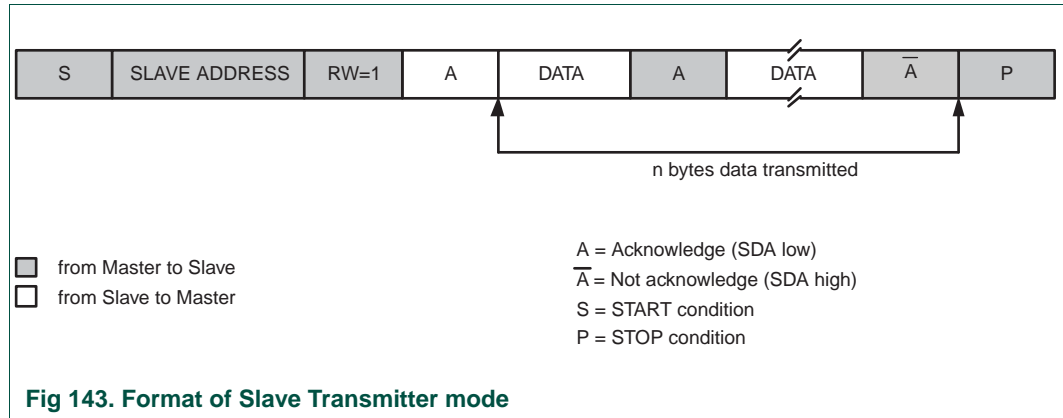 S SLAVE ADDRESS RW=1 A DATA A DATA A̅ P
n bytes data transmitted
from Master to Slave
from Slave to Master
A = Acknowledge (SDA low)
A̅ = Not acknowledge (SDA high)
S = START condition
P = STOP condition
Fig 143. Format of Slave Transmitter mode